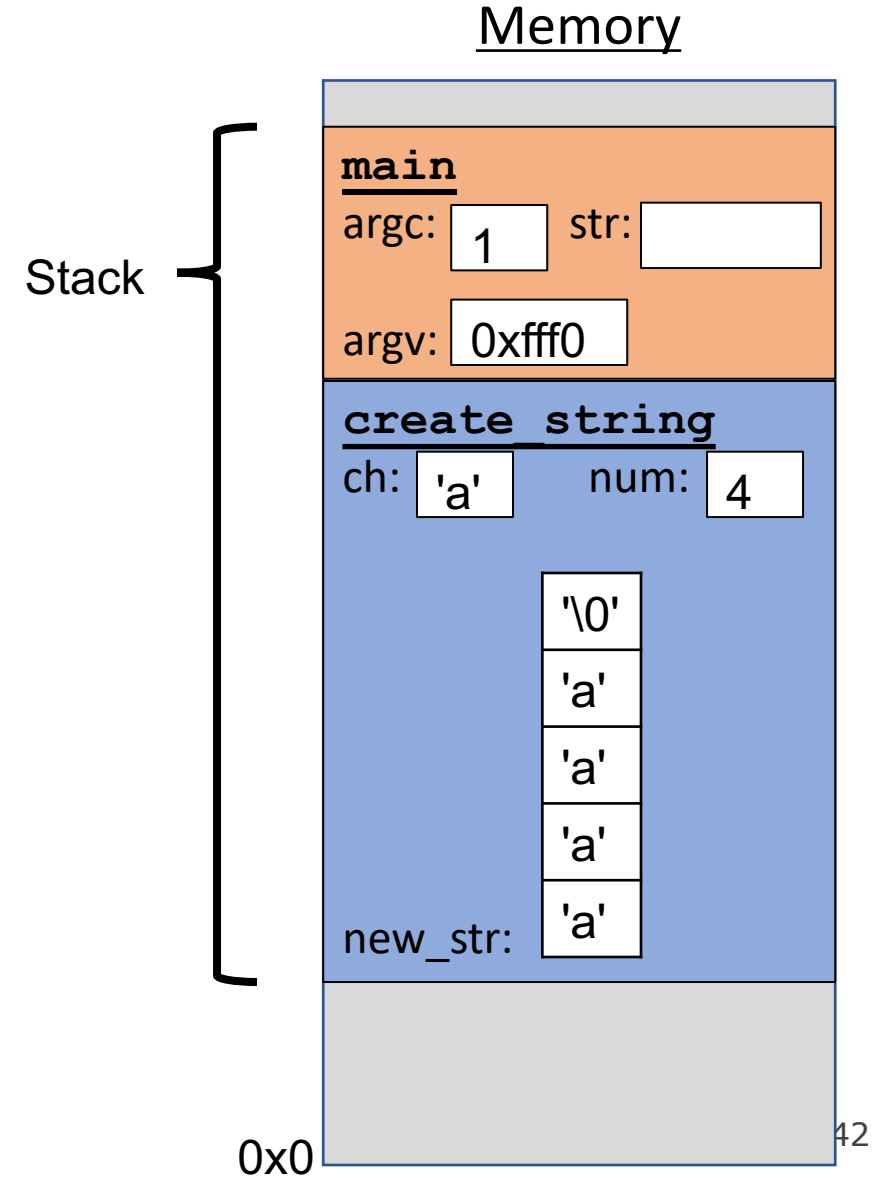 Memory
main
argc: 1 str:
Stack
argv: 0xfff0
create_string
ch: 'a' num: 4
'\0'
'a'
'a'
'a'
new_str: 'a'
42
0x0